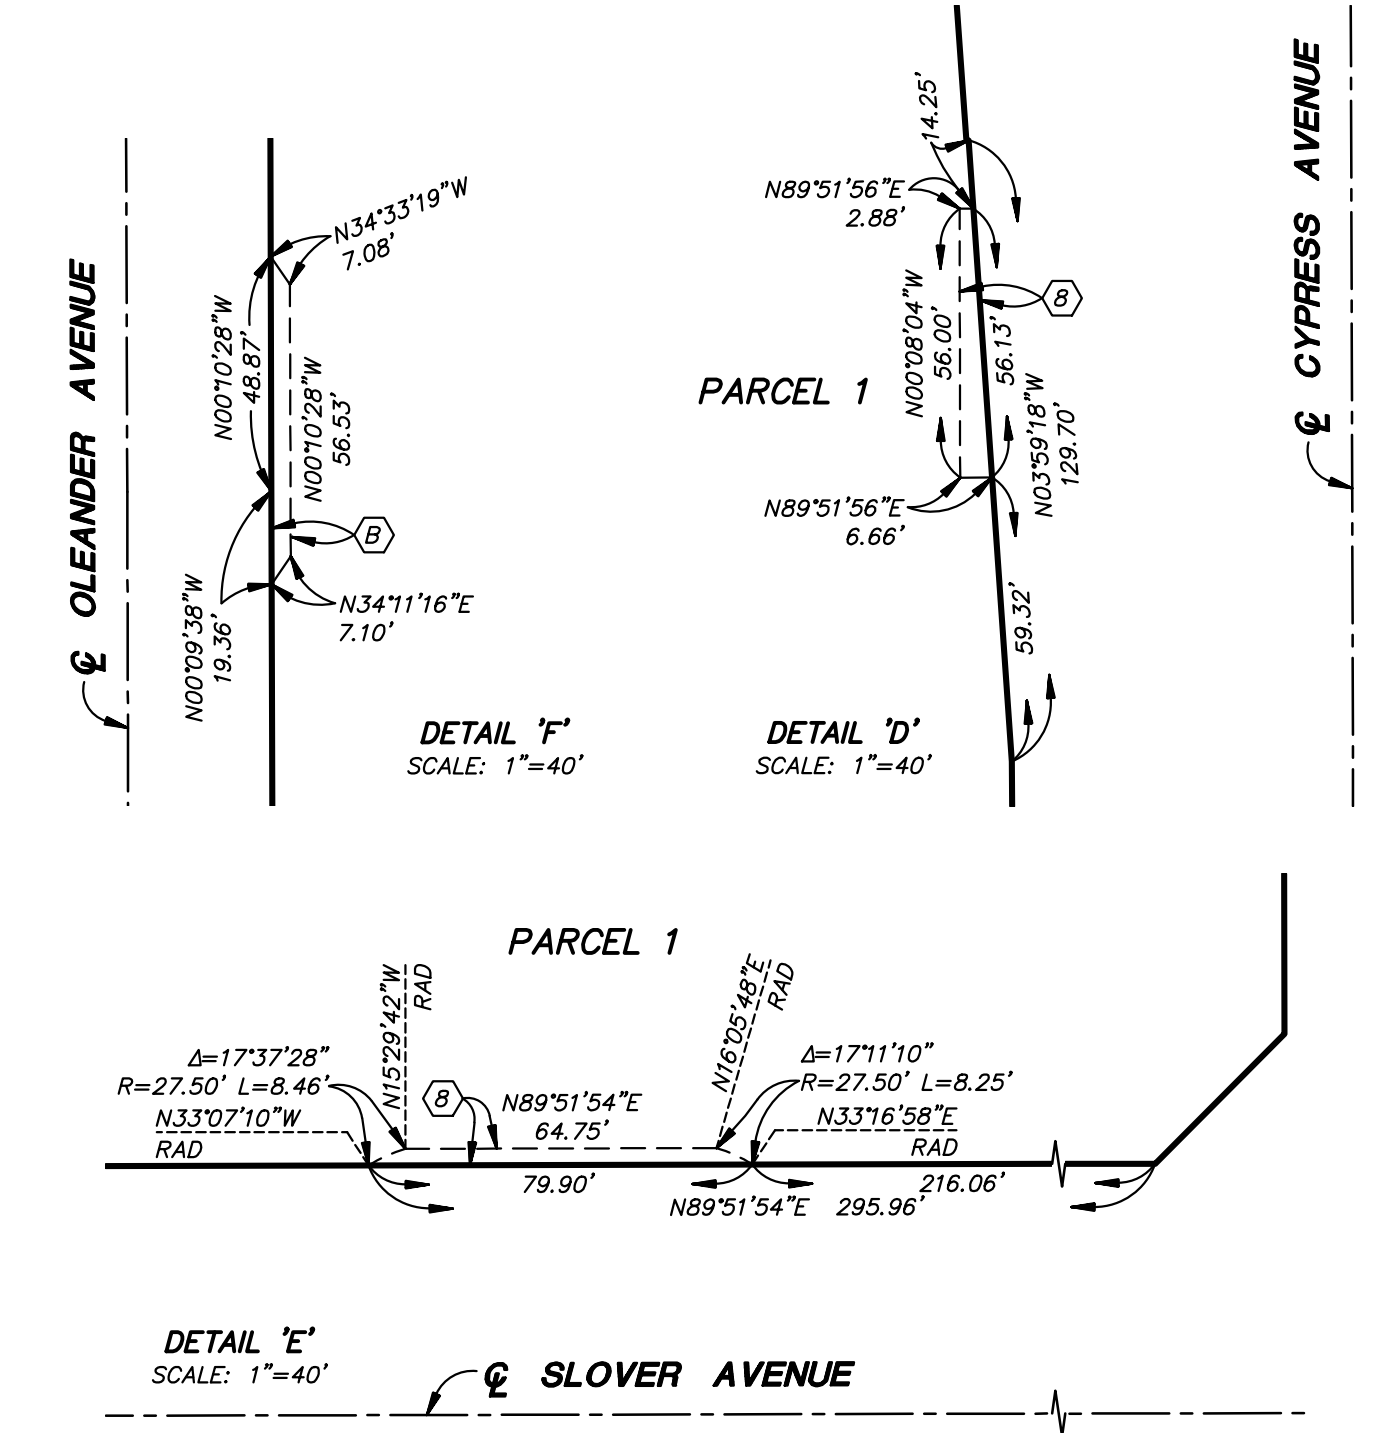 ℄ OLEANDER AVENUE
N34°33'19"W
7.08'
N00°10'28"W
48.87'
N00°10'28"W
56.53'
B
N34°11'16"E
7.10'
N00°09'38"W
19.36'
DETAIL 'F'
SCALE: 1"=40'
14.25'
N89°51'56"E
2.88'
8
N00°08'04"W
56.00'
56.13'
N03°59'18"W
129.70'
PARCEL 1
N89°51'56"E
6.66'
59.32'
DETAIL 'D'
SCALE: 1"=40'
℄ CYPRESS AVENUE
PARCEL 1
N15°29'42"W
RAD
N16°05'48"E
RAD
Δ=17°37'28"
R=27.50' L=8.46'
N33°07'10"W
RAD
8
N89°51'54"E
64.75'
Δ=17°11'10"
R=27.50' L=8.25'
N33°16'58"E
RAD
79.90'
216.06'
N89°51'54"E 295.96'
DETAIL 'E'
SCALE: 1"=40'
℄ SLOVER AVENUE